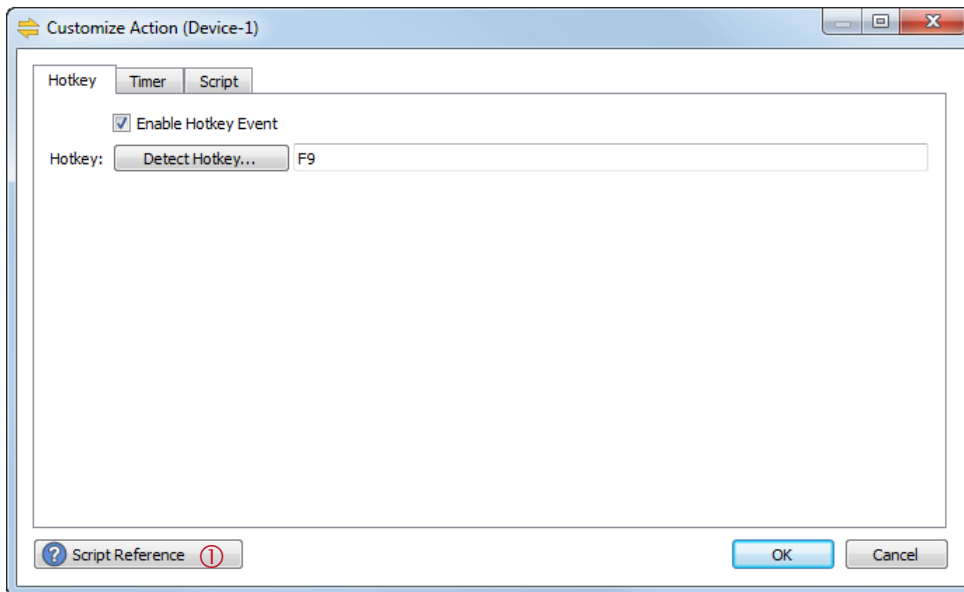 Customize Action (Device-1)
Hotkey Timer Script
Enable Hotkey Event
Hotkey: Detect Hotkey... F9
? Script Reference ① OK Cancel